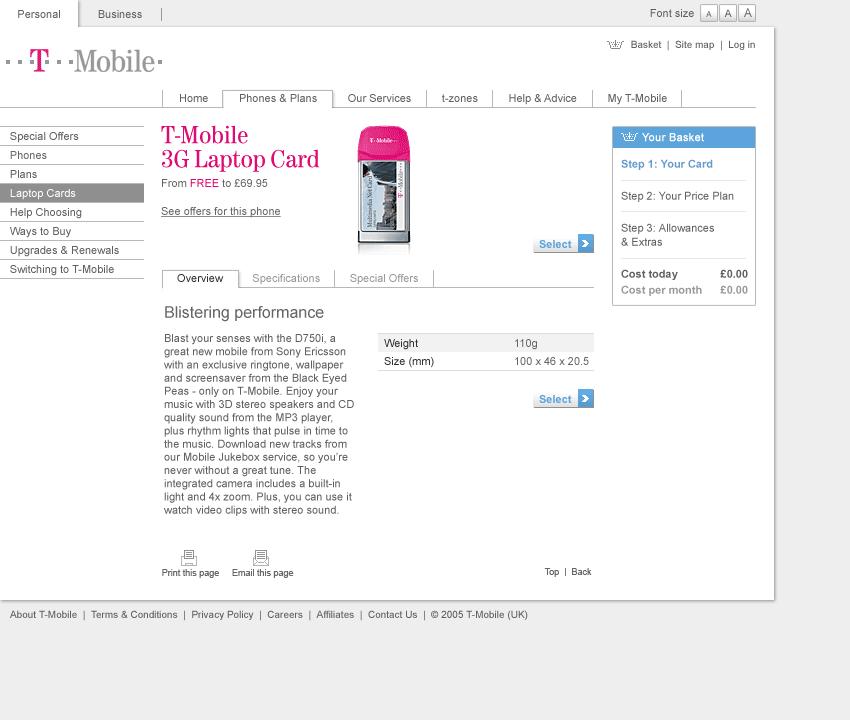 Personal Business Font size A A A
Basket | Site map | Log in
T-Mobile
Home Phones & Plans Our Services t-zones Help & Advice My T-Mobile
Special Offers
Phones
Plans
Laptop Cards
Help Choosing
Ways to Buy
Upgrades & Renewals
Switching to T-Mobile
T-Mobile
3G Laptop Card
From FREE to £69.95
See offers for this phone
T-Mobile
Multimedia Net Card
T-Mobile
Select
Your Basket
Step 1: Your Card
Step 2: Your Price Plan
Step 3: Allowances
& Extras
Cost today £0.00
Cost per month £0.00
Overview Specifications Special Offers
Blistering performance
Blast your senses with the D750i, a
great new mobile from Sony Ericsson
with an exclusive ringtone, wallpaper
and screensaver from the Black Eyed
Peas - only on T-Mobile. Enjoy your
music with 3D stereo speakers and CD
quality sound from the MP3 player,
plus rhythm lights that pulse in time to
the music. Download new tracks from
our Mobile Jukebox service, so you're
never without a great tune. The
integrated camera includes a built-in
light and 4x zoom. Plus, you can use it
watch video clips with stereo sound.
Weight 110g
Size (mm) 100 x 46 x 20.5
Select
Print this page Email this page
Top | Back
About T-Mobile | Terms & Conditions | Privacy Policy | Careers | Affiliates | Contact Us | © 2005 T-Mobile (UK)